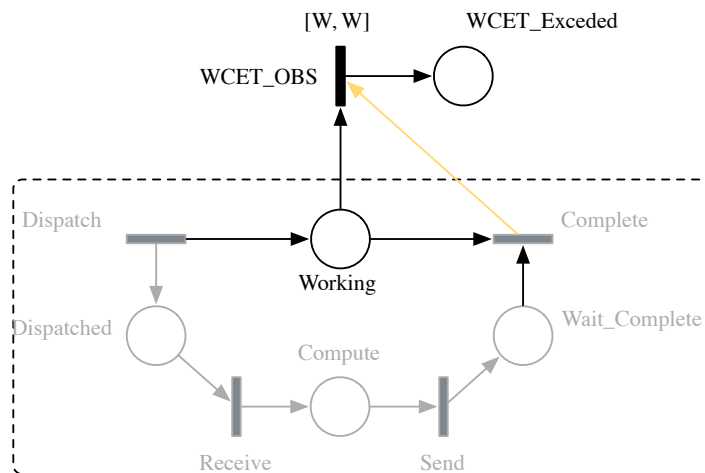 [W, W]
WCET_Exceded
WCET_OBS
Dispatch
Complete
Working
Dispatched
Wait_Complete
Compute
Receive
Send